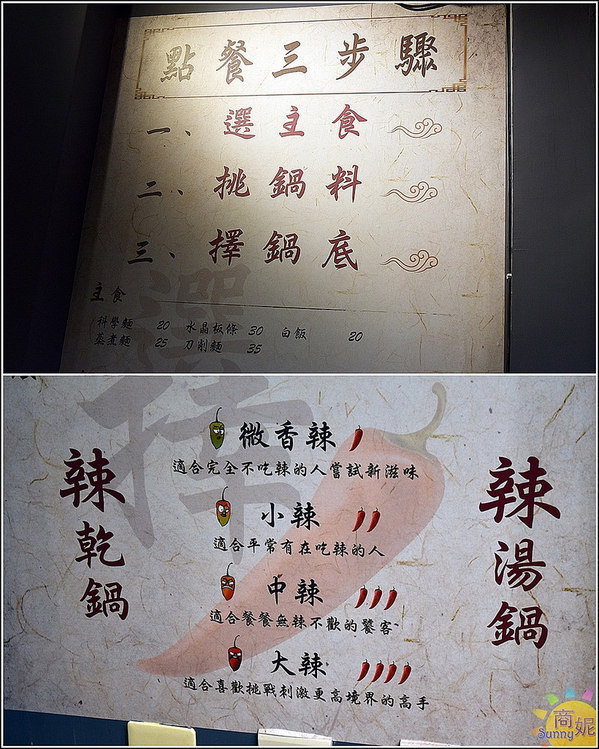 點餐三步驟
一、選主食
二、挑鍋料
三、擇鍋底
主食
科學麵 20 水晶板條 30 白飯 20
蒸煮麵 25 刀削麵 35
擇
辣乾鍋
微香辣
適合完全不吃辣的人嘗試新滋味
小辣
適合平常有在吃辣的人
中辣
適合餐餐無辣不歡的饕客~
大辣
適合喜歡挑戰刺激更高境界的高手
辣湯鍋
商妮
Sunny